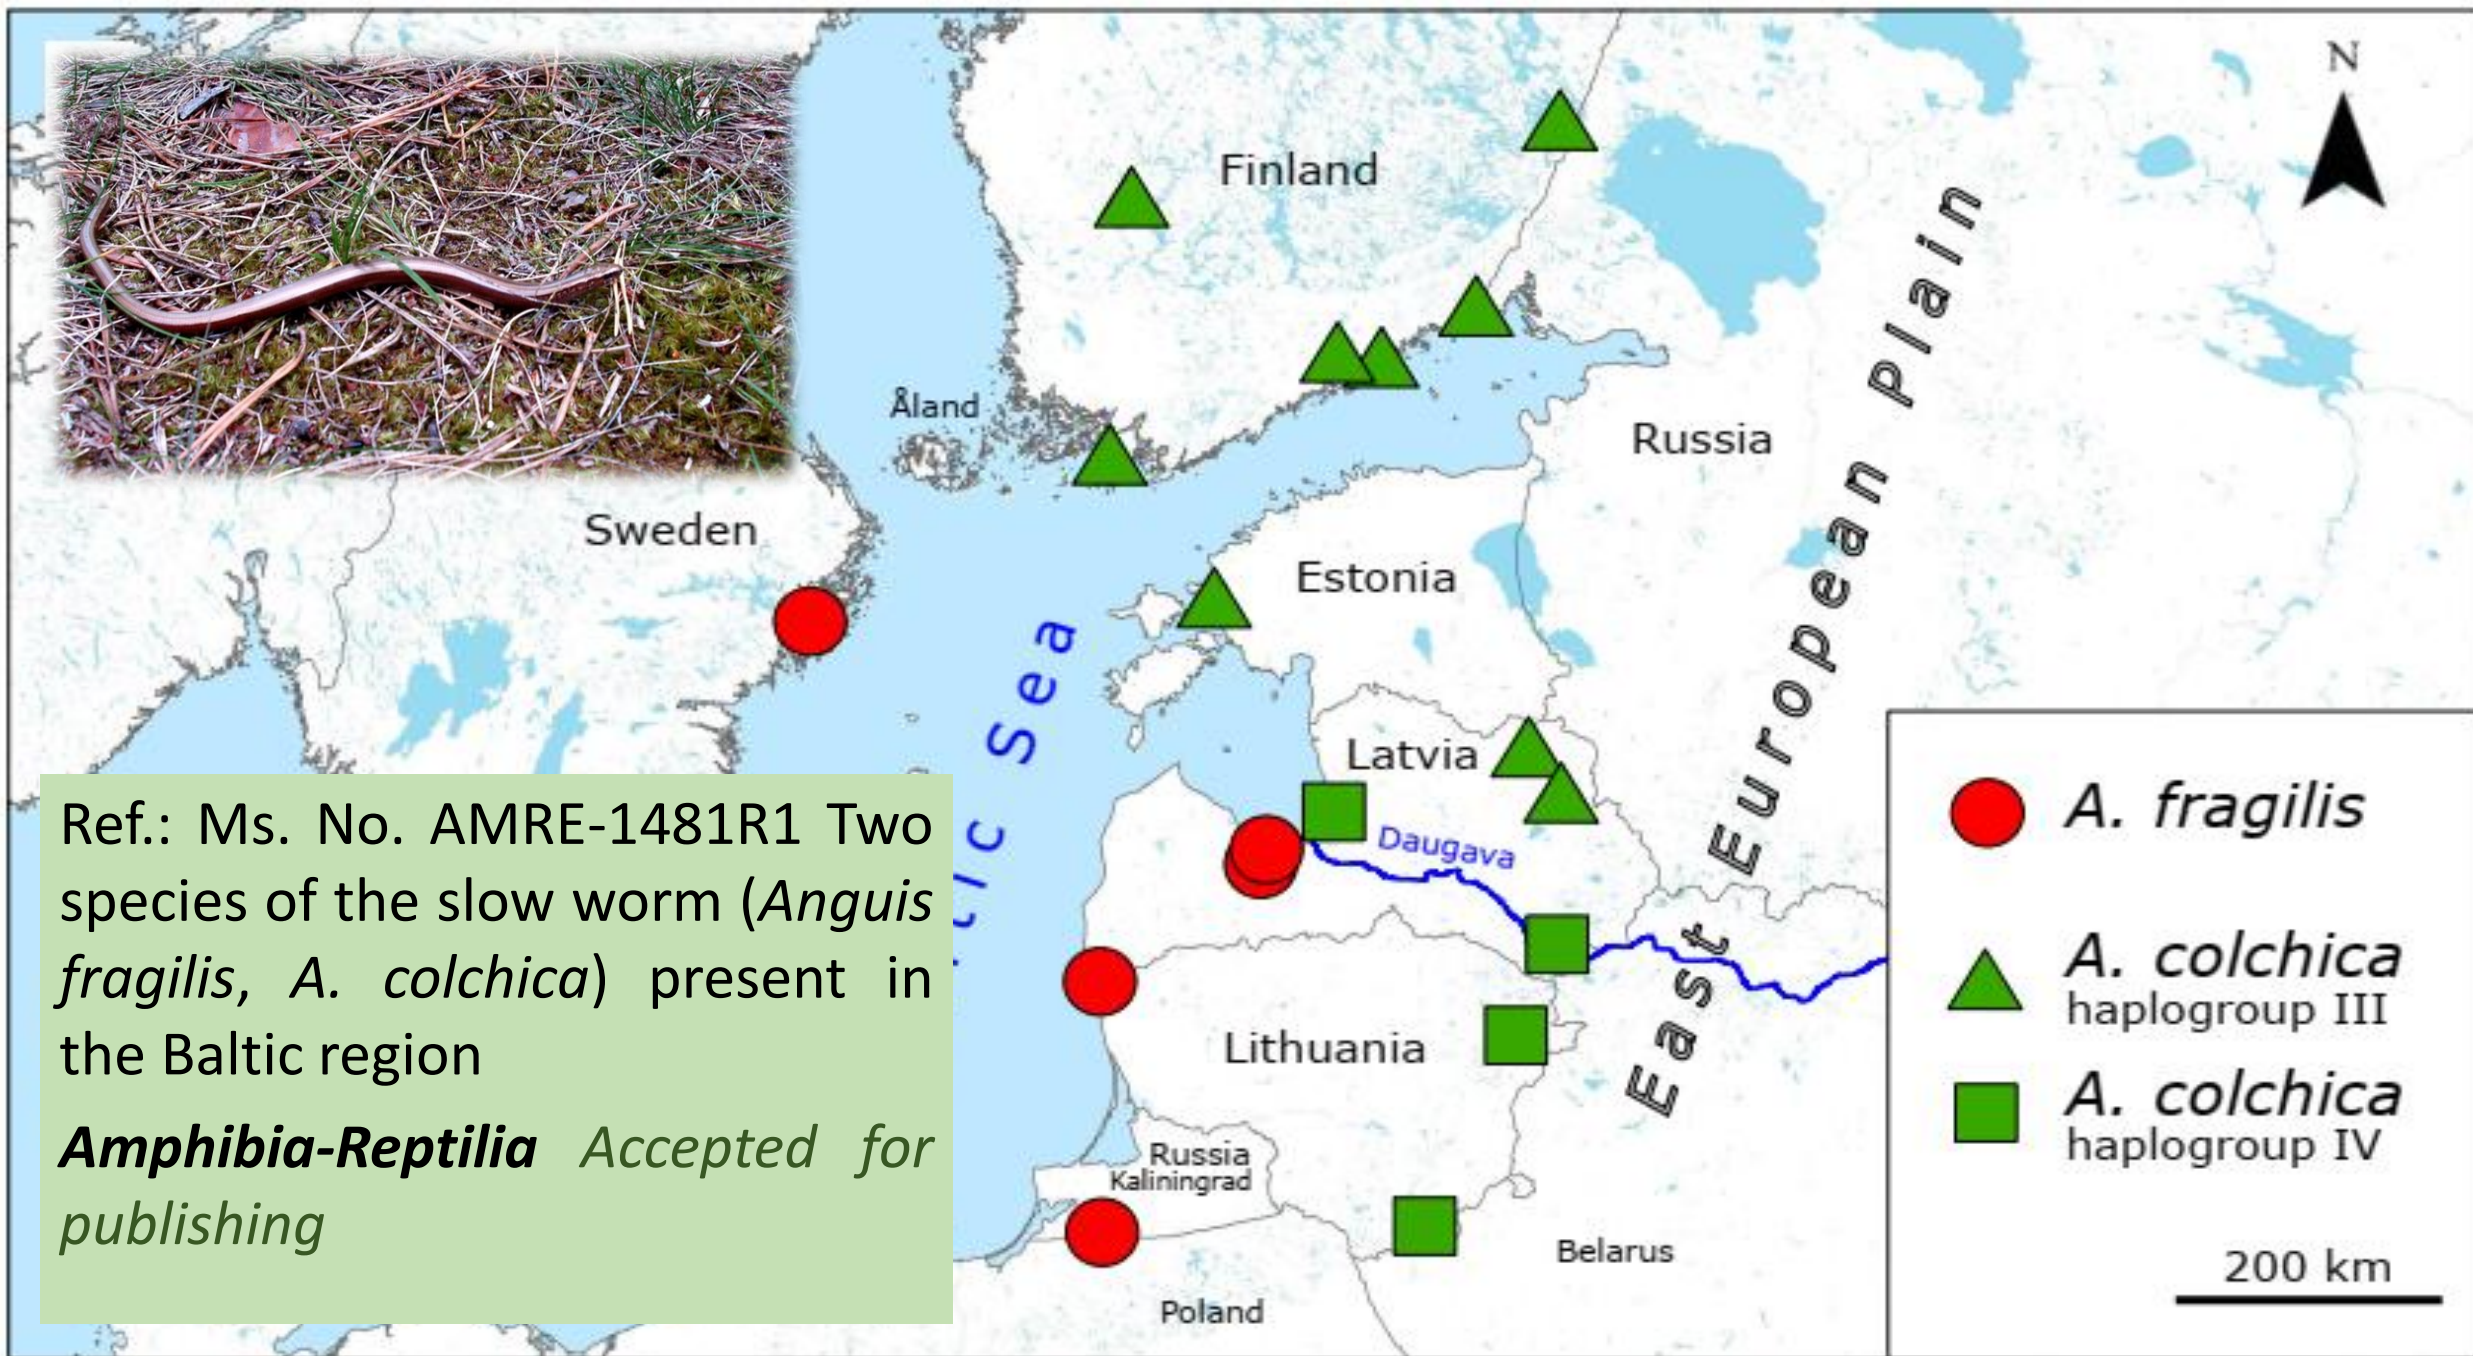 N
Finland
Åland
Russia
Sweden
Estonia
East European Plain
Latvia
Daugava
Lithuania
Russia
Kaliningrad
Belarus
Poland
tic Sea
Ref.: Ms. No. AMRE-1481R1 Two
species of the slow worm (Anguis
fragilis, A. colchica) present in
the Baltic region
Amphibia-Reptilia Accepted for
publishing
A. fragilis
A. colchica
haplogroup III
A. colchica
haplogroup IV
200 km